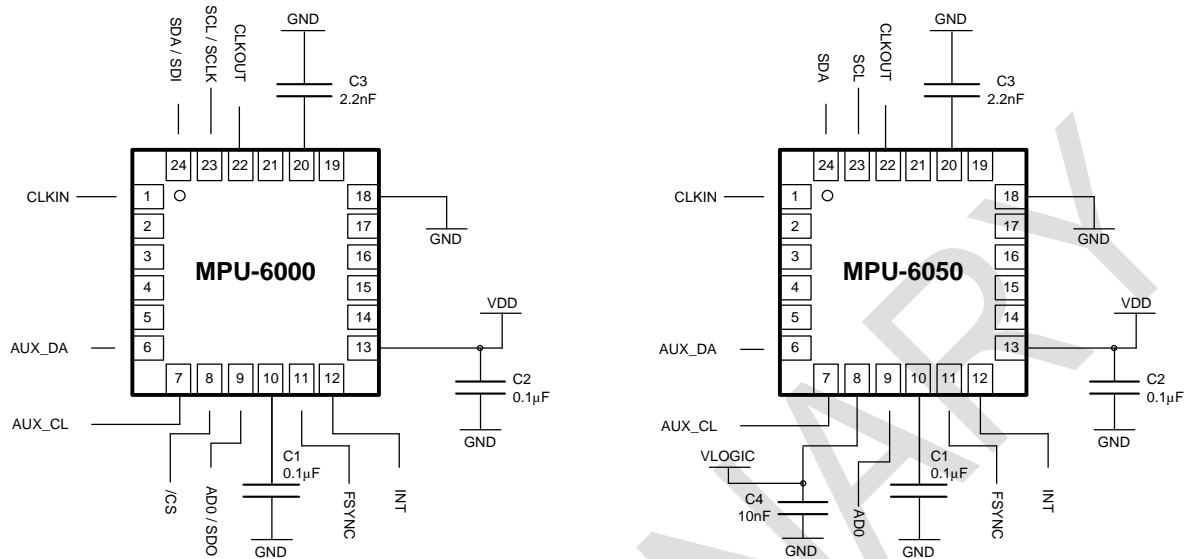 GND
SDA / SDI
SCL / SCLK
CLKOUT
C3
2.2nF
24 23 22 21 20 19
CLKIN
1
2
3
4
5
6
18
17
16
15
14
13
MPU-6000
GND
VDD
AUX_DA
7 8 9 10 11 12
C2
0.1µF
GND
AUX_CL
/CS
AD0 / SDO
C1
0.1µF
GND
FSYNC
INT
GND
SDA
SCL
CLKOUT
C3
2.2nF
24 23 22 21 20 19
CLKIN
1
2
3
4
5
6
18
17
16
15
14
13
MPU-6050
GND
VDD
AUX_DA
7 8 9 10 11 12
C2
0.1µF
GND
AUX_CL
VLOGIC
C4
10nF
GND
AD0
C1
0.1µF
GND
FSYNC
INT
NARY